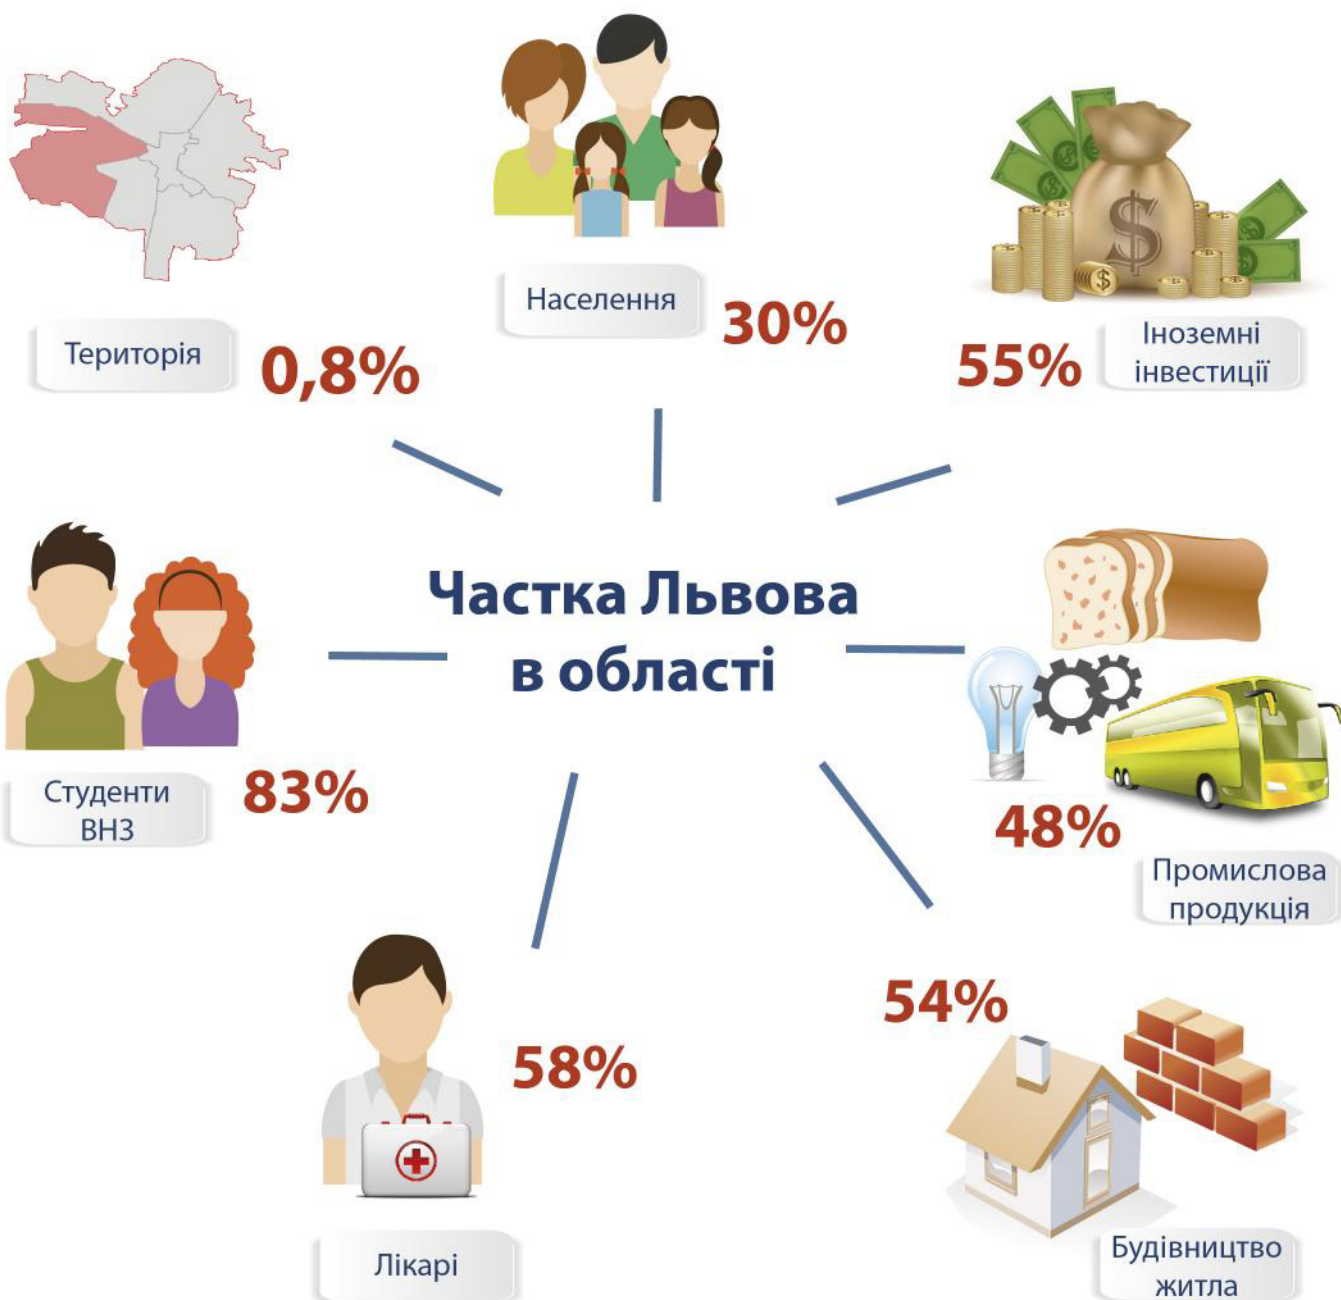 Населення
30%
Територія
0,8%
Іноземні
інвестиції
55%
Частка Львова
в області
Студенти
ВНЗ
83%
48%
Промислова
продукція
58%
Лікарі
54%
Будівництво
житла
$
$